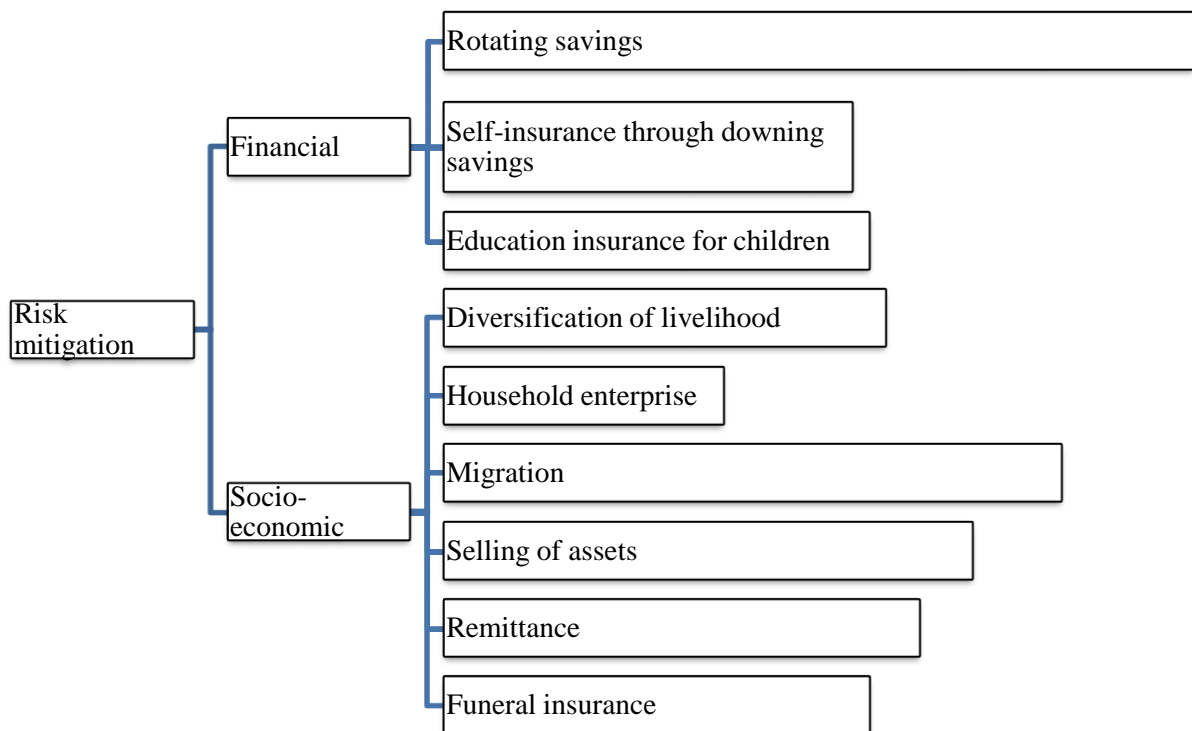 Rotating savings
Financial
Self-insurance through downing
savings
Education insurance for children
Risk
mitigation
Diversification of livelihood
Household enterprise
Migration
Socio-
economic
Selling of assets
Remittance
Funeral insurance